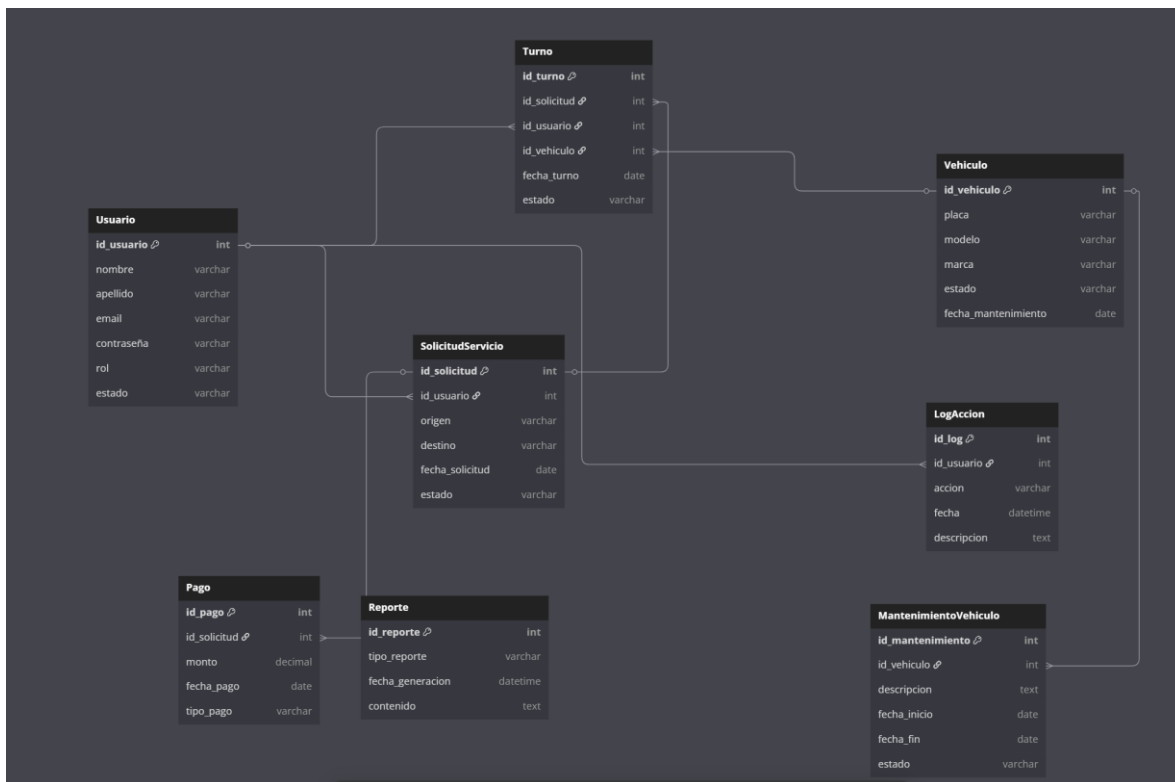 Turno
id_turno int
id_solicitud int
id_usuario int
id_vehiculo int
fecha_turno date
estado varchar
Vehiculo
id_vehiculo int
placa varchar
modelo varchar
marca varchar
estado varchar
fecha_mantenimiento date
Usuario
id_usuario int
nombre varchar
apellido varchar
email varchar
contraseña varchar
rol varchar
estado varchar
SolicitudServicio
id_solicitud int
id_usuario int
origen varchar
destino varchar
fecha_solicitud date
estado varchar
LogAccion
id_log int
id_usuario int
accion varchar
fecha datetime
descripcion text
Pago
id_pago int
id_solicitud int
monto decimal
fecha_pago date
tipo_pago varchar
Reporte
id_reporte int
tipo_reporte varchar
fecha_generacion datetime
contenido text
MantenimientoVehiculo
id_mantenimiento int
id_vehiculo int
descripcion text
fecha_inicio date
fecha_fin date
estado varchar